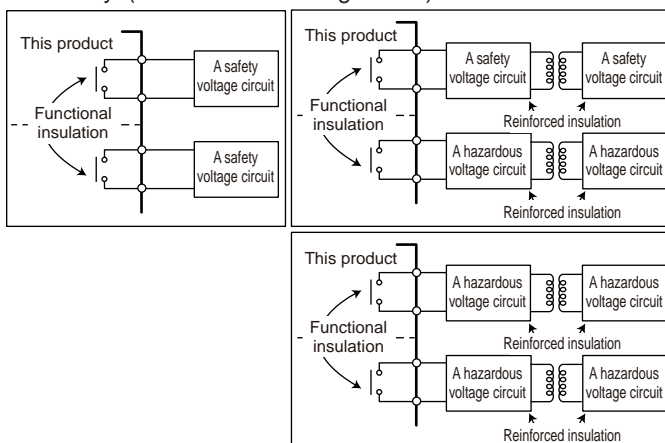 This product
A safety
voltage circuit
Functional
insulation
A safety
voltage circuit
This product
A safety
voltage circuit
A safety
voltage circuit
Functional
insulation
Reinforced insulation
A hazardous
voltage circuit
A hazardous
voltage circuit
Reinforced insulation
This product
A hazardous
voltage circuit
A hazardous
voltage circuit
Functional
insulation
Reinforced insulation
A hazardous
voltage circuit
A hazardous
voltage circuit
Reinforced insulation